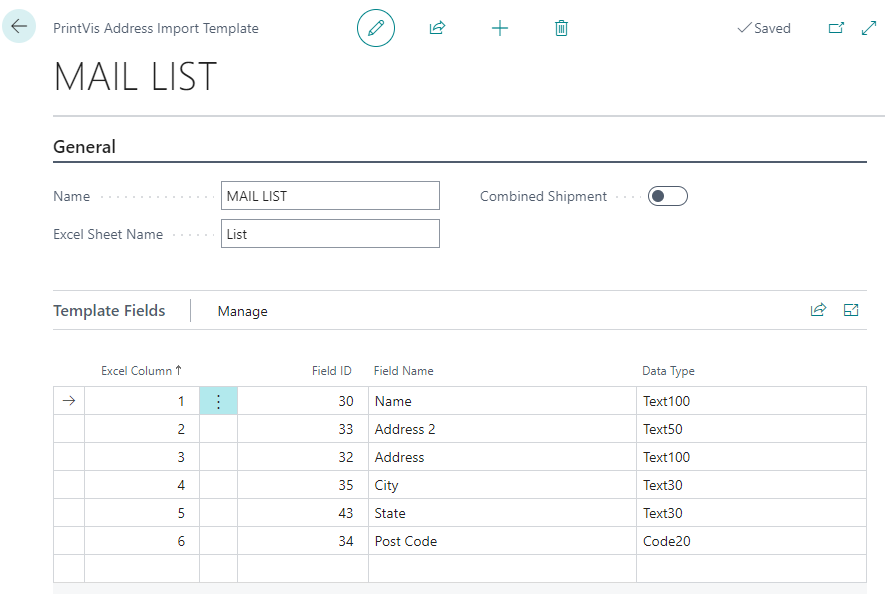 PrintVis Address Import Template
Saved
MAIL LIST
General
Name MAIL LIST Combined Shipment
Excel Sheet Name List
Template Fields Manage
Excel Column↑ Field ID Field Name Data Type
1 30 Name Text100
2 33 Address 2 Text50
3 32 Address Text100
4 35 City Text30
5 43 State Text30
6 34 Post Code Code20